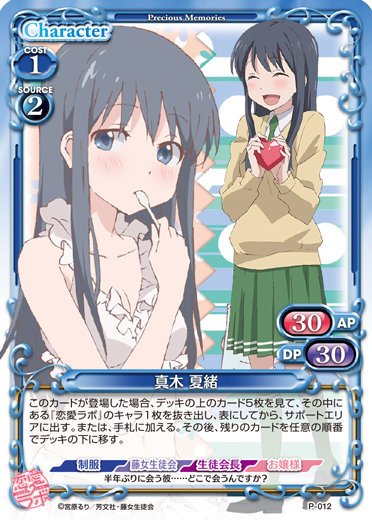 Precious Memories
Character
COST
1
SOURCE
2
30 AP
DP 30
真木 夏緒
このカードが登場した場合、デッキの上のカード5枚を見て、その中に
ある『恋愛ラボ』のキャラ1枚を抜き出し、表にしてから、サポートエリ
アに出す。または、手札に加える。その後、残りのカードを任意の順番
でデッキの下に移す。
制服 藤女生徒会 生徒会長 お嬢様
半年ぶりに会う彼……どこで会うんですか?
恋愛ラボ
©宮原るり/芳文社・藤女生徒会
P-012